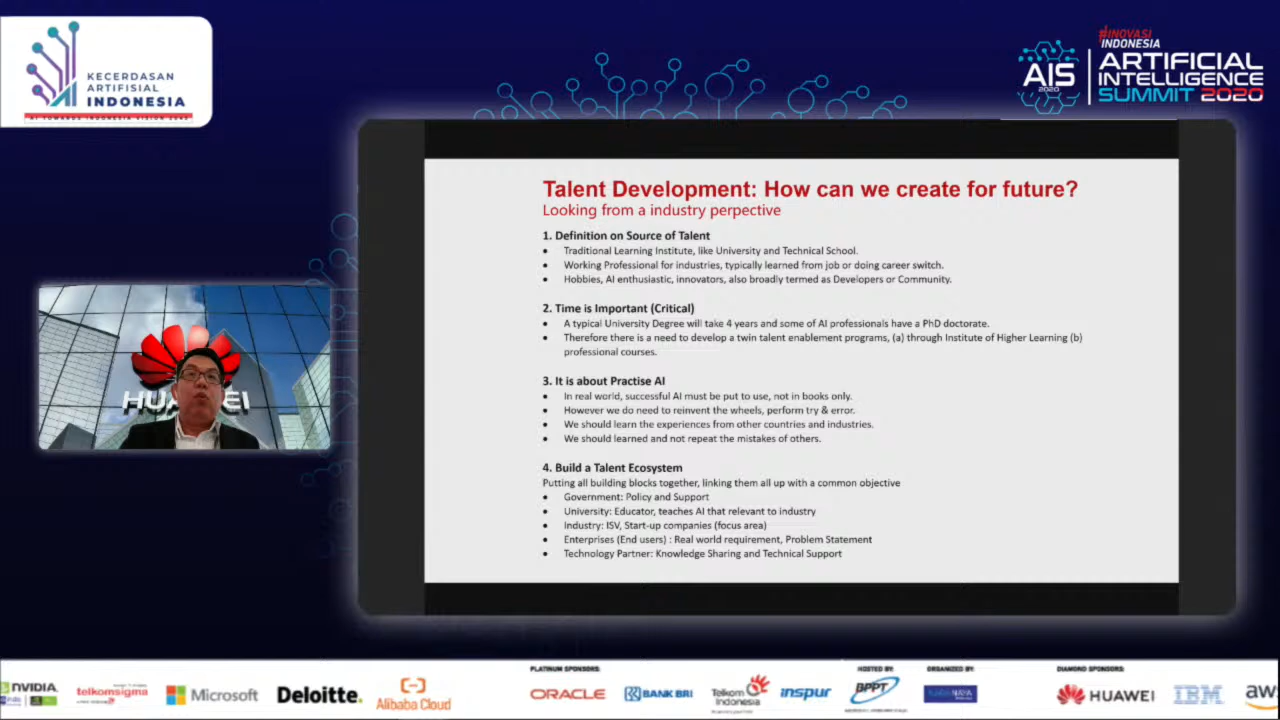 KECERDASAN
ARTIFISIAL
INDONESIA
#INOVASI
INDONESIA
AIS
2020
ARTIFICIAL
INTELLIGENCE
SUMMIT 2020
Talent Development: How can we create for future?
Looking from a industry perpective
1. Definition on Source of Talent
• Traditional Learning Institute, like University and Technical School.
• Working Professional for industries, typically learned from job or doing career switch.
• Hobbies, AI enthusiastic, innovators, also broadly termed as Developers or Community.
2. Time is Important (Critical)
• A typical University Degree will take 4 years and some of AI professionals have a PhD doctorate.
• Therefore there is a need to develop a twin talent enablement programs, (a) through Institute of Higher Learning (b)
professional courses.
3. It is about Practise AI
• In real world, successful AI must be put to use, not in books only.
• However we do need to reinvent the wheels, perform try & error.
• We should learn the experiences from other countries and industries.
• We should learned and not repeat the mistakes of others.
4. Build a Talent Ecosystem
Putting all building blocks together, linking them all up with a common objective
• Government: Policy and Support
• University: Educator, teaches AI that relevant to industry
• Industry: ISV, Start-up companies (focus area)
• Enterprises (End users) : Real world requirement, Problem Statement
• Technology Partner: Knowledge Sharing and Technical Support
HUAWEI
PLATINUM SPONSORS:
HOSTED BY:
ORGANIZED BY:
DIAMOND SPONSORS:
NVIDIA.
telkomsigma
Microsoft
Deloitte.
Alibaba Cloud
ORACLE
BANK BRI
Telkom
Indonesia
inspur
BPPT
HUAWEI
IBM
aw